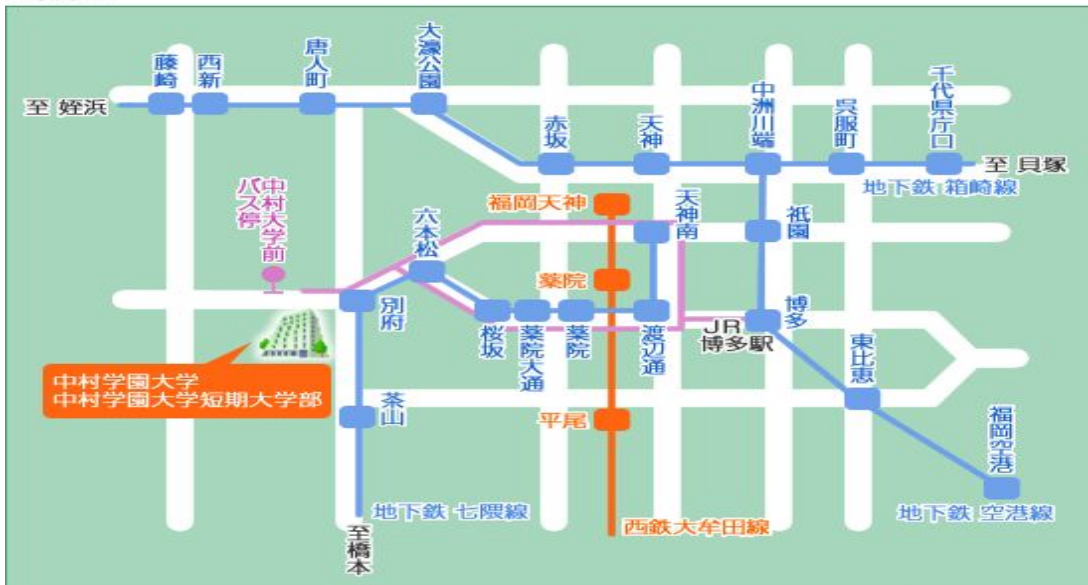 大濠公園
唐人町
西新
藤崎
至 姪浜
赤坂
天神
中洲川端
呉服町
千代県庁口
至 貝塚
地下鉄 箱崎線
中村大学前
バス停
福岡天神
天神南
祇園
六本松
薬院
別府
桜坂
薬院大通
薬院
渡辺通
JR
博多駅
博多
東比恵
中村学園大学
中村学園大学短期大学部
茶山
平尾
福岡空港
地下鉄 七隈線
西鉄大牟田線
地下鉄 空港線
至橋本